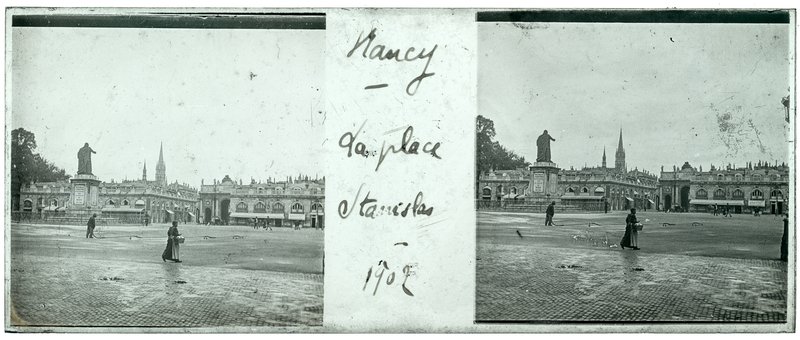 Nancy
La place
Stanislas
1902